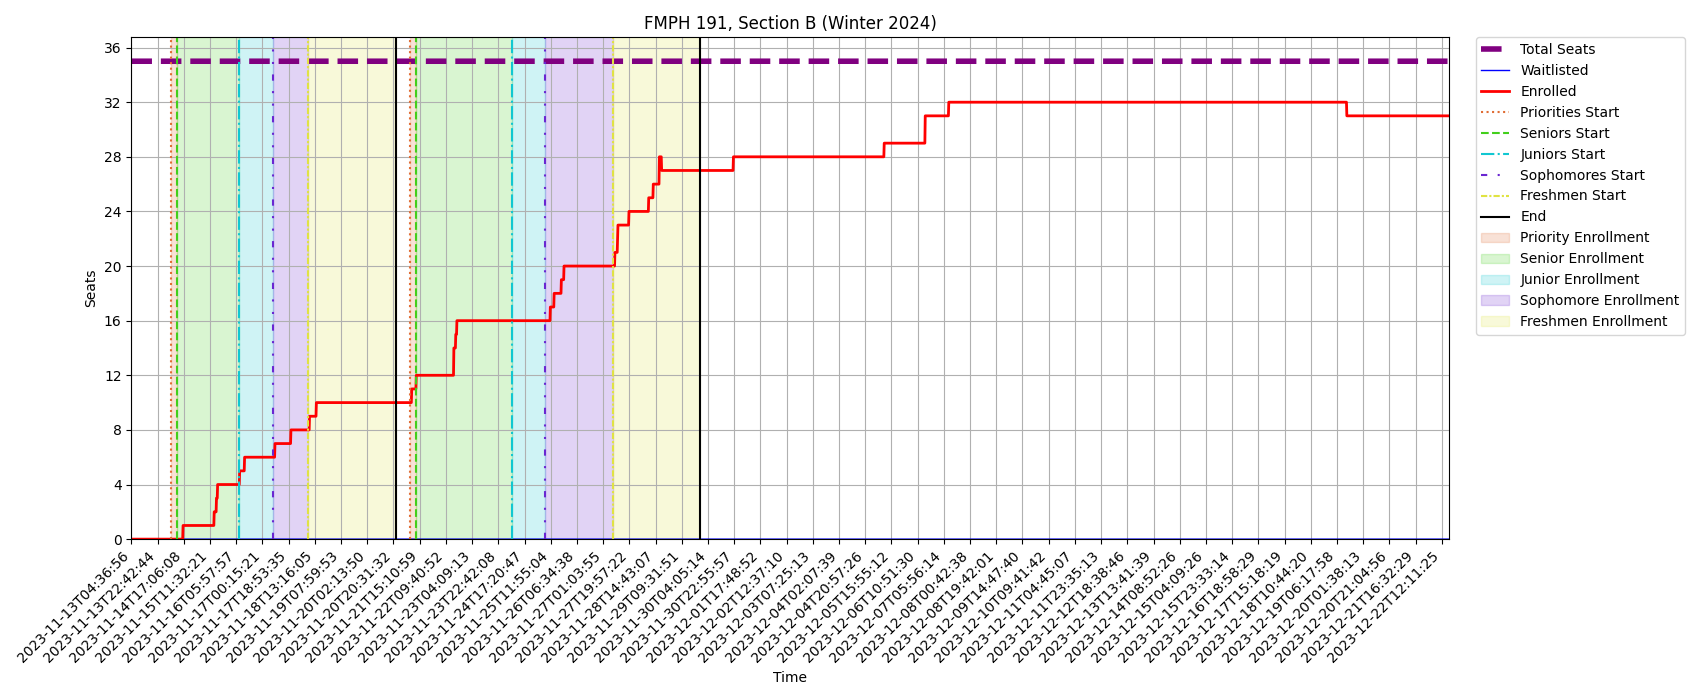 FMPH 191, Section B (Winter 2024)
Seats
36
32
28
24
20
16
12
8
4
0
2023-11-13T04:36:56
2023-11-13T22:42:44
2023-11-14T17:06:08
2023-11-15T11:32:21
2023-11-16T05:57:57
2023-11-17T00:15:21
2023-11-17T18:53:35
2023-11-18T13:16:05
2023-11-19T07:59:53
2023-11-20T02:13:50
2023-11-20T20:31:32
2023-11-21T15:10:59
2023-11-22T09:40:52
2023-11-23T04:09:13
2023-11-23T22:42:08
2023-11-24T17:20:47
2023-11-25T11:55:04
2023-11-26T06:34:38
2023-11-27T01:03:55
2023-11-27T19:57:22
2023-11-28T14:43:07
2023-11-29T09:31:51
2023-11-30T04:05:14
2023-11-30T22:55:57
2023-12-01T17:48:52
2023-12-02T12:37:10
2023-12-03T07:25:13
2023-12-04T02:07:39
2023-12-04T20:57:26
2023-12-05T15:55:12
2023-12-06T10:51:30
2023-12-07T05:56:14
2023-12-08T00:42:38
2023-12-08T19:42:01
2023-12-09T14:47:40
2023-12-10T09:41:42
2023-12-11T04:45:07
2023-12-11T23:35:13
2023-12-12T18:38:46
2023-12-13T13:41:39
2023-12-14T08:52:26
2023-12-15T04:09:26
2023-12-15T23:33:14
2023-12-16T18:58:29
2023-12-17T15:18:19
2023-12-18T10:44:20
2023-12-19T06:17:58
2023-12-20T01:38:13
2023-12-20T21:04:56
2023-12-21T16:32:29
2023-12-22T12:11:25
Time
Total Seats
Waitlisted
Enrolled
Priorities Start
Seniors Start
Juniors Start
Sophomores Start
Freshmen Start
End
Priority Enrollment
Senior Enrollment
Junior Enrollment
Sophomore Enrollment
Freshmen Enrollment